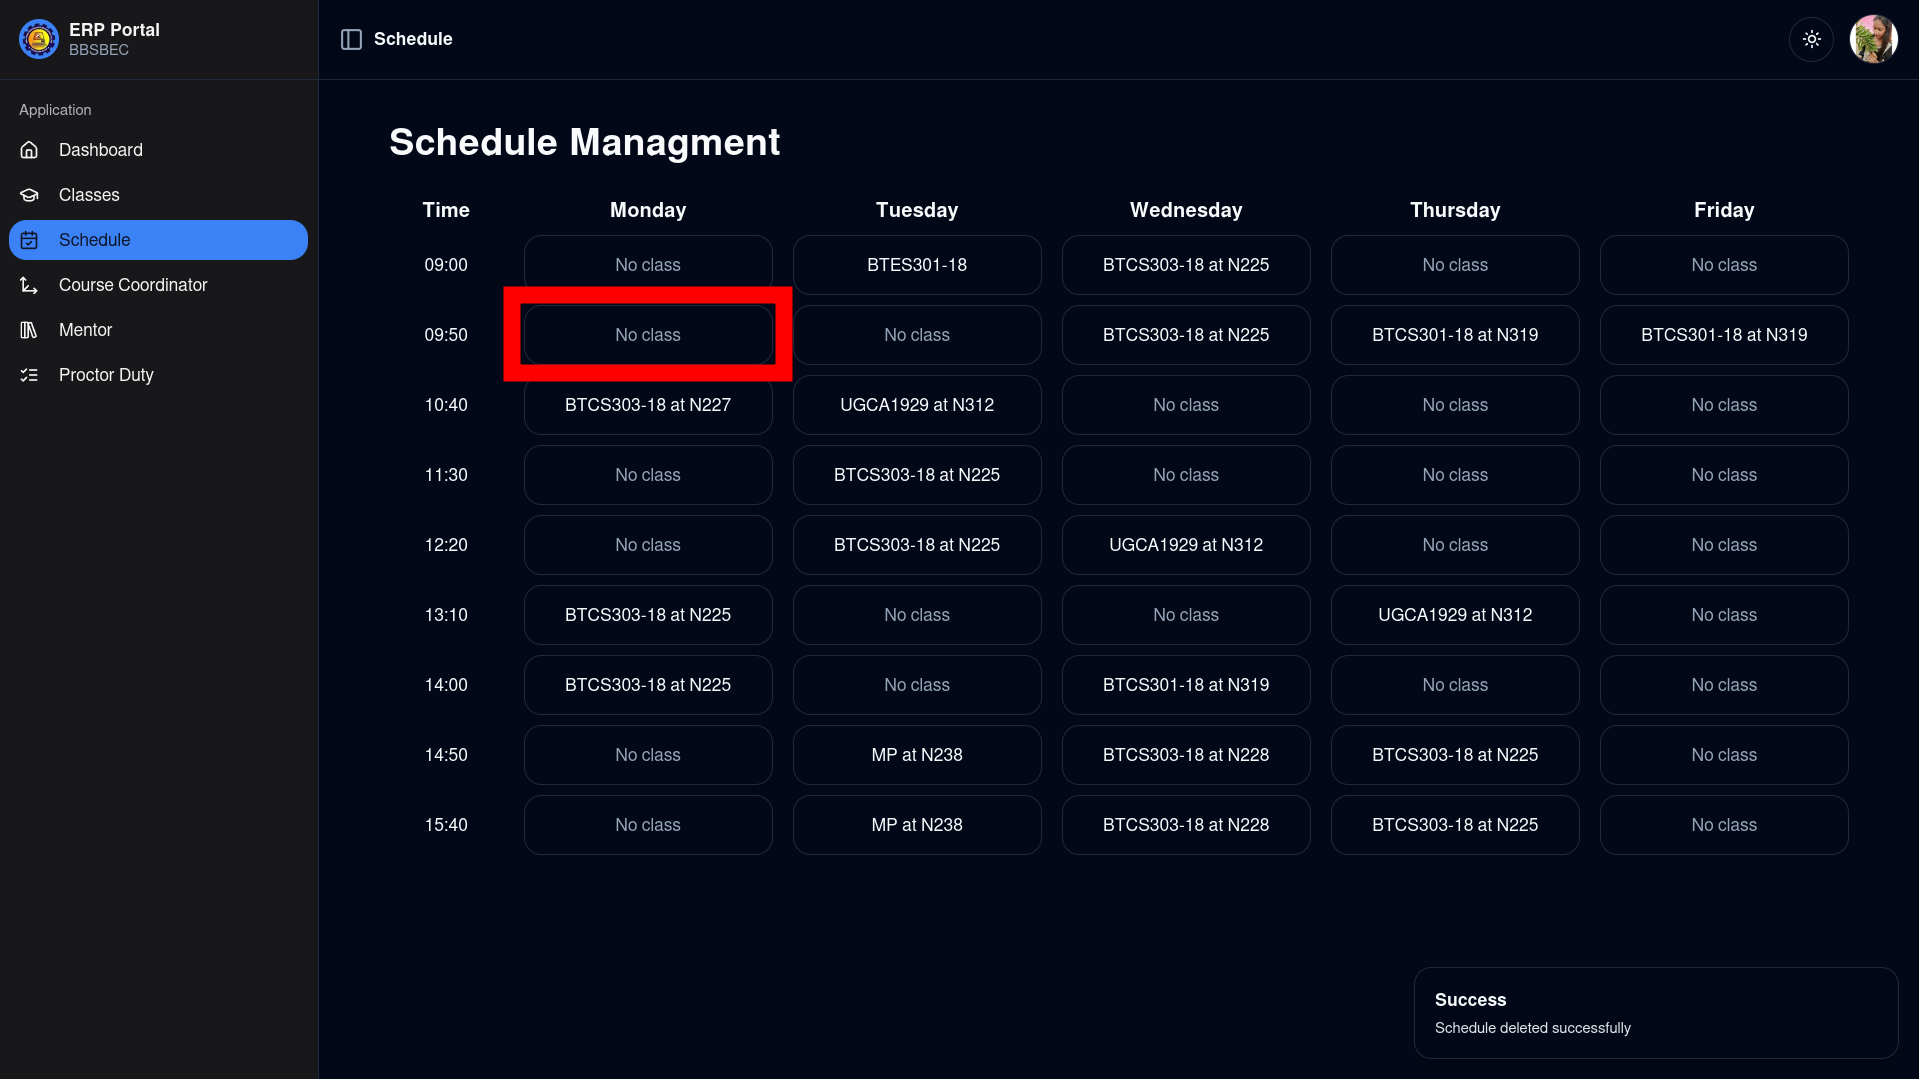 ERP Portal
BBSBEC
Schedule
Application
Dashboard
Classes
Schedule
Course Coordinator
Mentor
Proctor Duty
Schedule Managment
Time Monday Tuesday Wednesday Thursday Friday
09:00 No class BTES301-18 BTCS303-18 at N225 No class No class
09:50 No class No class BTCS303-18 at N225 BTCS301-18 at N319 BTCS301-18 at N319
10:40 BTCS303-18 at N227 UGCA1929 at N312 No class No class No class
11:30 No class BTCS303-18 at N225 No class No class No class
12:20 No class BTCS303-18 at N225 UGCA1929 at N312 No class No class
13:10 BTCS303-18 at N225 No class No class UGCA1929 at N312 No class
14:00 BTCS303-18 at N225 No class BTCS301-18 at N319 No class No class
14:50 No class MP at N238 BTCS303-18 at N228 BTCS303-18 at N225 No class
15:40 No class MP at N238 BTCS303-18 at N228 BTCS303-18 at N225 No class
Success
Schedule deleted successfully